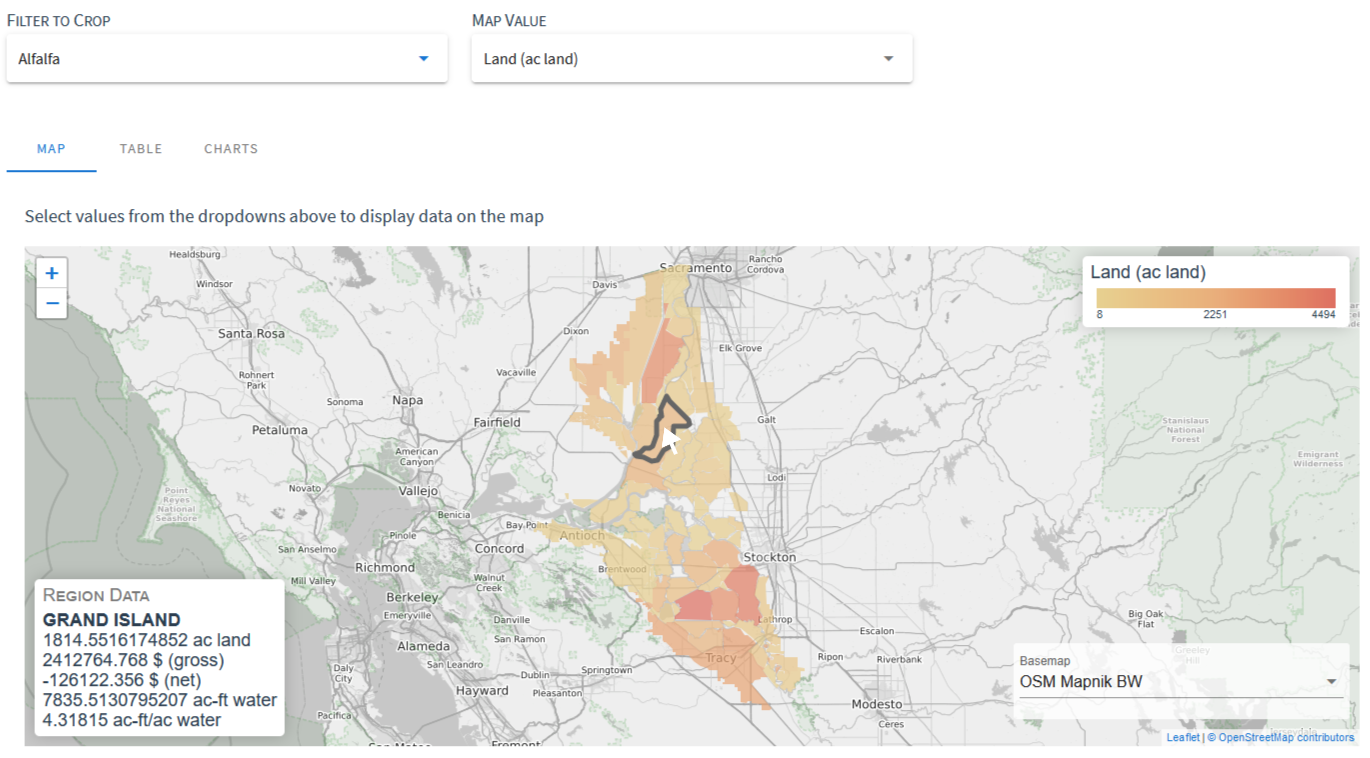 FILTER TO CROP
MAP VALUE
Alfalfa
Land (ac land)
MAP
TABLE
CHARTS
Select values from the dropdowns above to display data on the map
+
−
Land (ac land)
8
2251
4494
Healdsburg
Windsor
Santa Rosa
Rohnert
Park
Sonoma
Napa
Petaluma
American
Canyon
Novato
Vallejo
Point
Reyes
National
Seashore
Benicia
San Anselmo
Pinole
Richmond
Mill Valley
Berkeley
Emeryville
Alameda
San Leandro
Daly
City
Hayward
Pacifica
San Mateo
Fremont
Sacramento
Rancho
Cordova
Davis
Dixon
Elk Grove
Vacaville
Fairfield
Galt
Lodi
Bay Point
Antioch
Concord
Walnut
Creek
Brentwood
Stockton
Danville
San Ramon
Lathrop
Dublin
Springtown
Pleasanton
Tracy
Escalon
Ripon
Riverbank
Modesto
Ceres
Stanislaus
National
Forest
Emigrant
Wilderness
Big Oak
Flat
Greeley
Hill
REGION DATA
GRAND ISLAND
1814.5516174852 ac land
2412764.768 $ (gross)
-126122.356 $ (net)
7835.5130795207 ac-ft water
4.31815 ac-ft/ac water
Basemap
OSM Mapnik BW
Leaflet | © OpenStreetMap contributors